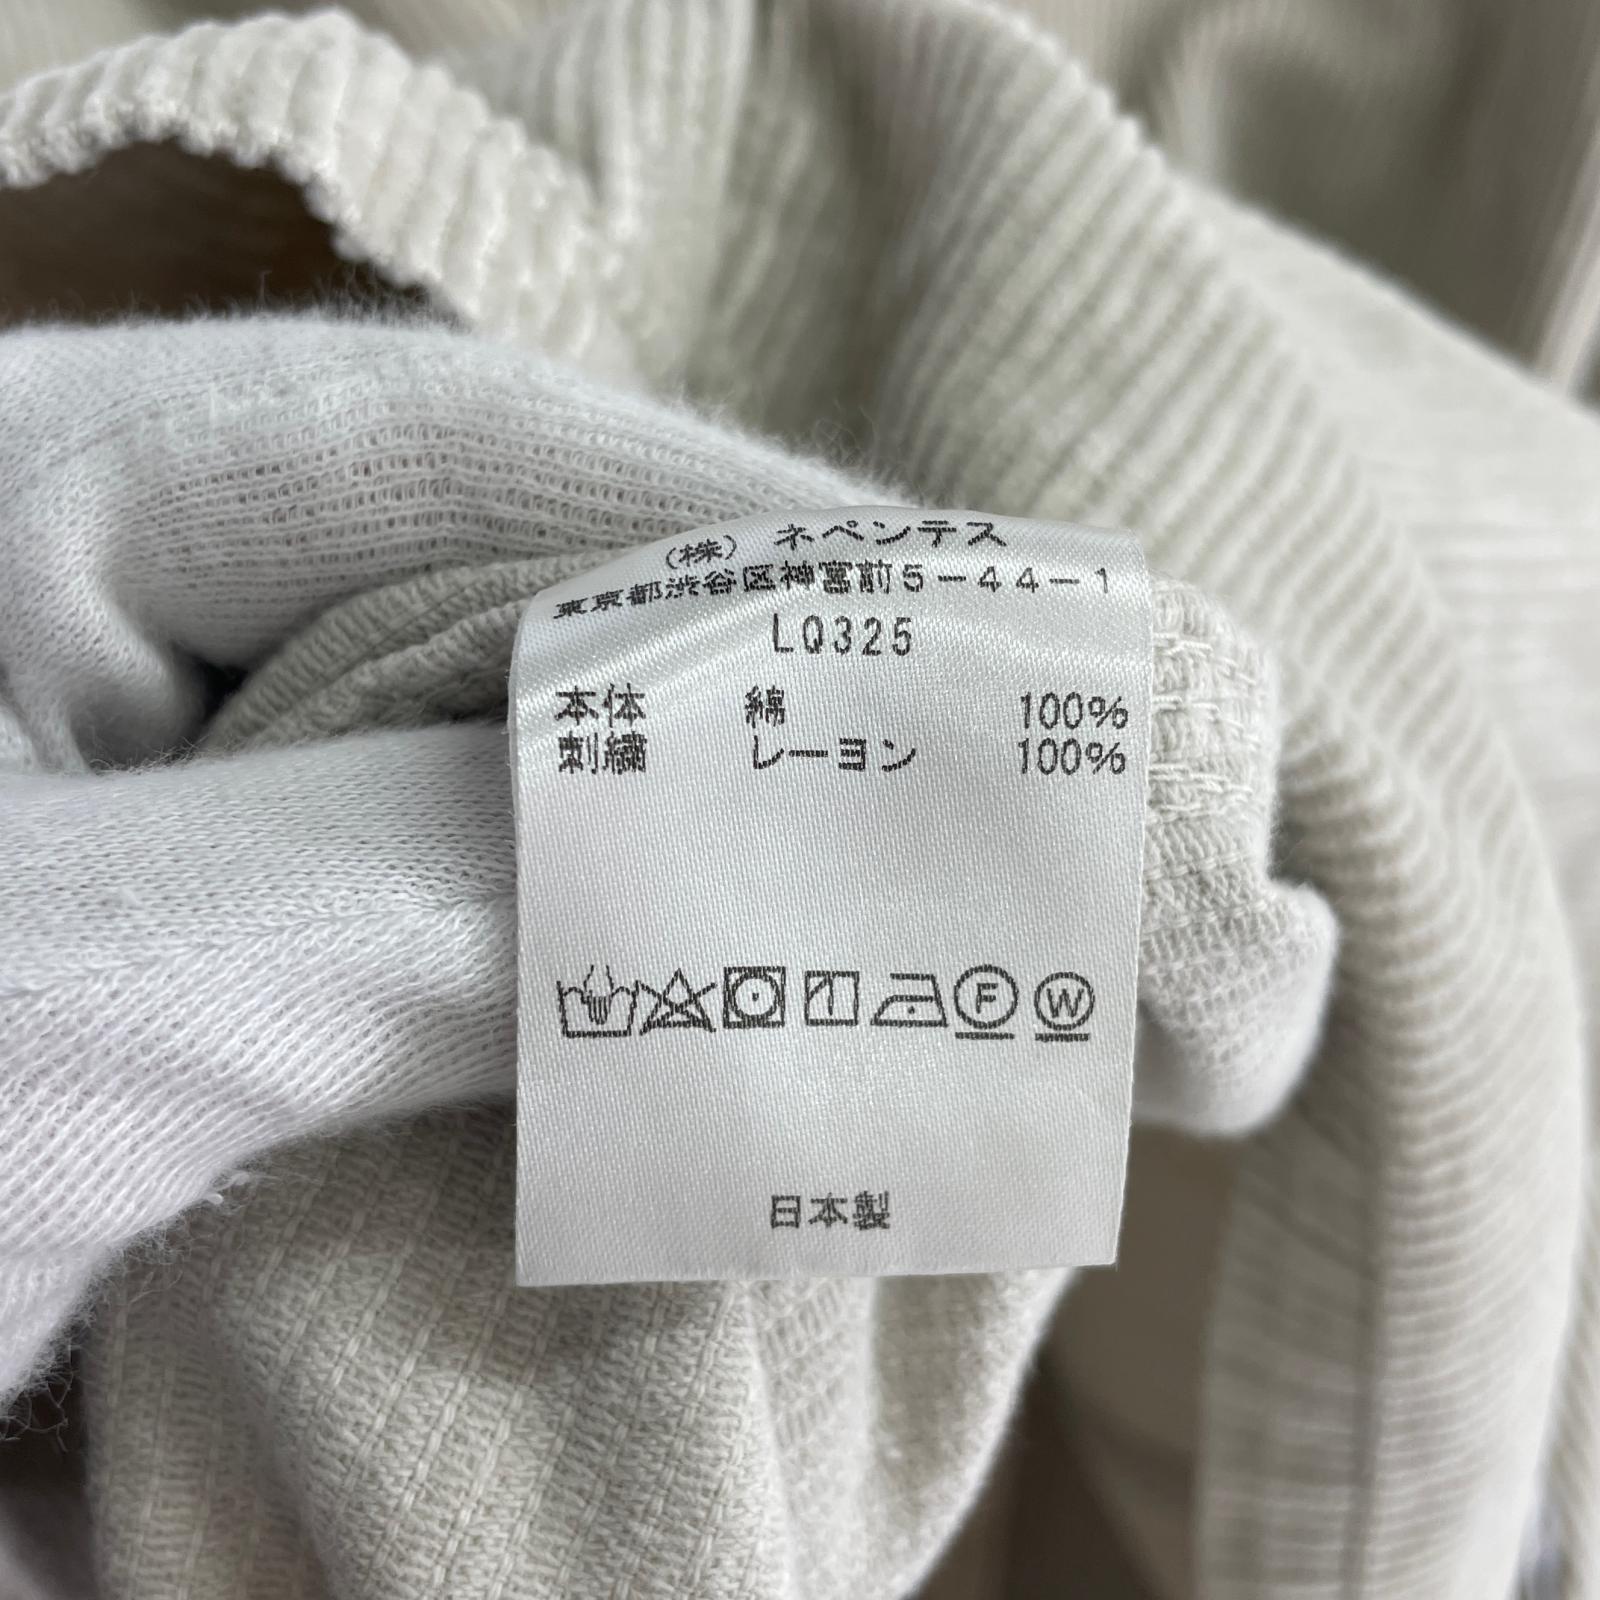 (株) ネペンテス
東京都渋谷区神宮前5-44-1
LQ325
本体 綿 100%
刺繍 レーヨン 100%
F W
日本製